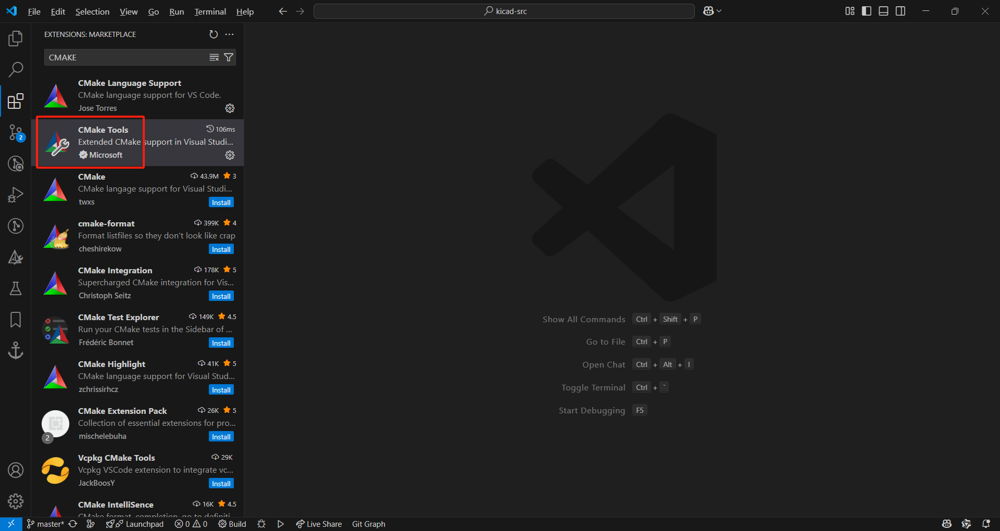 File Edit Selection View Go Run Terminal Help
kicad-src
EXTENSIONS: MARKETPLACE
CMAKE
CMake Language Support
CMake language support for VS Code.
Jose Torres
CMake Tools 106ms
Extended CMake support in Visual Studi...
Microsoft
CMake 43.9M 3
CMake langage support for Visual Studi...
twxs Install
cmake-format 399K 4
Format listfiles so they don't look like crap
cheshirekow Install
CMake Integration 178K 5
Supercharged CMake integration for Vis...
Christoph Seitz Install
CMake Test Explorer 149K 4.5
Run your CMake tests in the Sidebar of ...
Frédéric Bonnet Install
CMake Highlight 41K 5
CMake language support for Visual Stud...
zchrissirhcz Install
CMake Extension Pack 26K 5
Collection of essential extensions for pro...
2 mischelebuha Install
Vcpkg CMake Tools 29K
Vcpkg VSCode extension to integrate vc...
JackBoosY Install
CMake IntelliSence 16K 4.5
CMake format, completion, go to definiti...
2
Show All Commands Ctrl + Shift + P
Go to File Ctrl + P
Open Chat Ctrl + Alt + I
Toggle Terminal Ctrl + `
Start Debugging F5
master* Launchpad 0 0 Build Live Share Git Graph